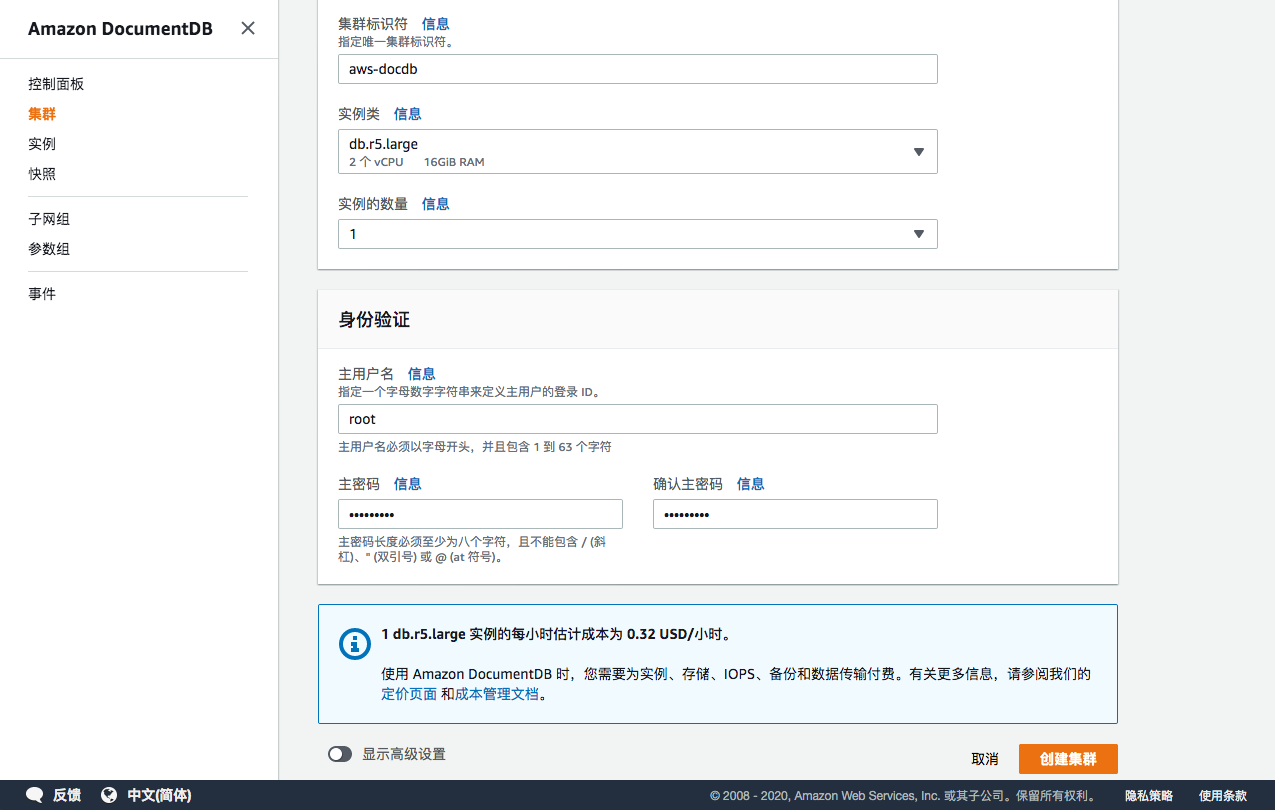 Amazon DocumentDB
控制面板
集群
实例
快照
子网组
参数组
事件
集群标识符 信息
指定唯一集群标识符。
aws-docdb
实例类 信息
db.r5.large
2 个 vCPU 16GiB RAM
实例的数量 信息
1
身份验证
主用户名 信息
指定一个字母数字字符串来定义主用户的登录 ID。
root
主用户名必须以字母开头，并且包含 1 到 63 个字符
主密码 信息
确认主密码 信息
•••••••••
•••••••••
主密码长度必须至少为八个字符，且不能包含 / (斜
杠)、" (双引号) 或 @ (at 符号)。
1 db.r5.large 实例的每小时估计成本为 0.32 USD/小时。
使用 Amazon DocumentDB 时，您需要为实例、存储、IOPS、备份和数据传输付费。有关更多信息，请参阅我们的
定价页面 和成本管理文档。
显示高级设置
取消
创建集群
反馈
中文(简体)
© 2008 - 2020, Amazon Web Services, Inc. 或其子公司。保留所有权利。
隐私策略
使用条款